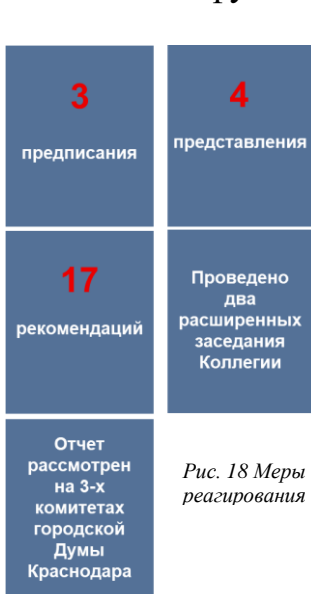 3
предписания
4
представления
17
рекомендаций
Проведено
два
расширенных
заседания
Коллегии
Отчет
рассмотрен
на 3-х
комитетах
городской
Думы
Краснодара
Рис. 18 Меры
реагирования